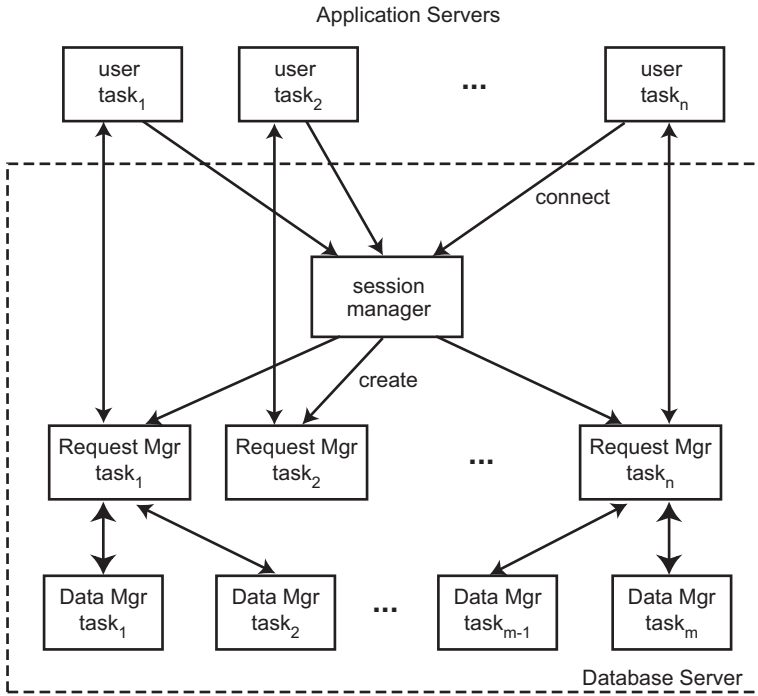 Application Servers
user
task1
user
task2
...
user
taskn
connect
session
manager
create
Request Mgr
task1
Request Mgr
task2
...
Request Mgr
taskn
Data Mgr
task1
Data Mgr
task2
...
Data Mgr
taskm-1
Data Mgr
taskm
Database Server